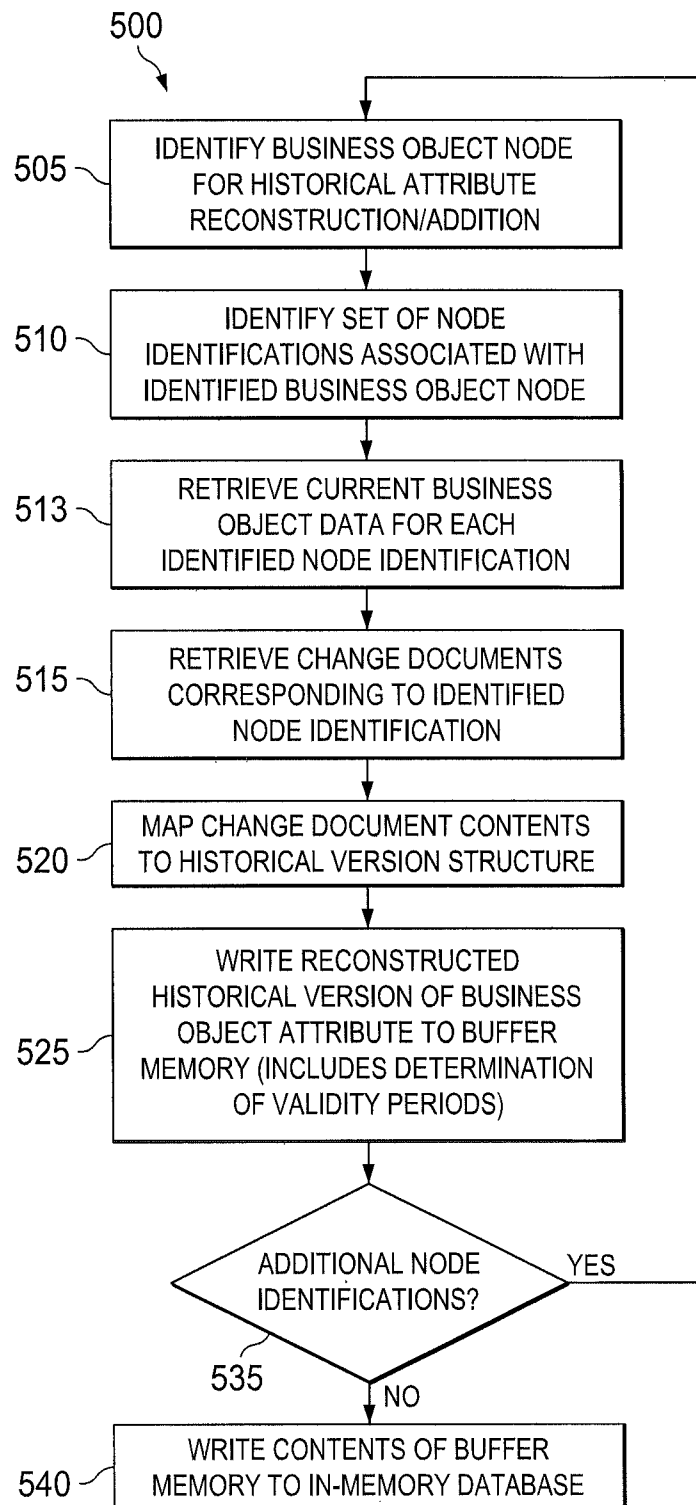 500
505
IDENTIFY BUSINESS OBJECT NODE
FOR HISTORICAL ATTRIBUTE
RECONSTRUCTION/ADDITION
510
IDENTIFY SET OF NODE
IDENTIFICATIONS ASSOCIATED WITH
IDENTIFIED BUSINESS OBJECT NODE
513
RETRIEVE CURRENT BUSINESS
OBJECT DATA FOR EACH
IDENTIFIED NODE IDENTIFICATION
515
RETRIEVE CHANGE DOCUMENTS
CORRESPONDING TO IDENTIFIED
NODE IDENTIFICATION
520
MAP CHANGE DOCUMENT CONTENTS
TO HISTORICAL VERSION STRUCTURE
525
WRITE RECONSTRUCTED
HISTORICAL VERSION OF BUSINESS
OBJECT ATTRIBUTE TO BUFFER
MEMORY (INCLUDES DETERMINATION
OF VALIDITY PERIODS)
ADDITIONAL NODE
IDENTIFICATIONS?
YES
535
NO
540
WRITE CONTENTS OF BUFFER
MEMORY TO IN-MEMORY DATABASE